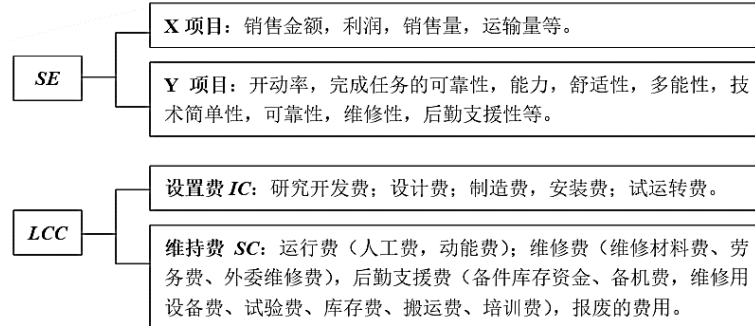 X 项目：销售金额，利润，销售量，运输量等。
SE
Y 项目：开动率，完成任务的可靠性，能力，舒适性，多能性，技
术简单性，可靠性，维修性，后勤支援性等。
设置费 IC：研究开发费；设计费；制造费，安装费；试运转费。
LCC
维持费 SC：运行费（人工费，动能费）；维修费（维修材料费、劳
务费、外委维修费），后勤支援费（备件库存资金、备机费，维修用
设备费、试验费、库存费、搬运费、培训费），报废的费用。